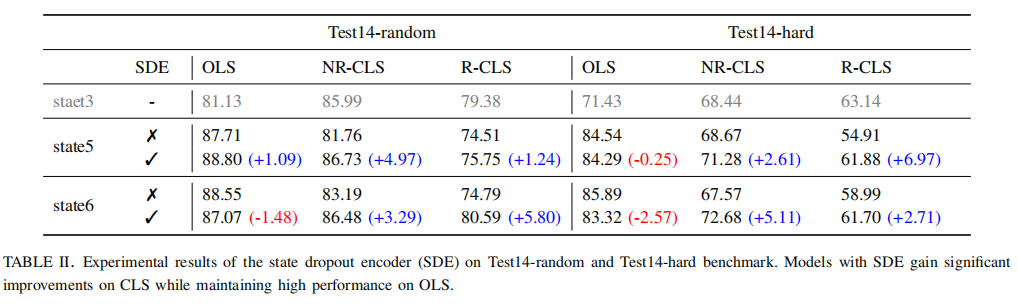 Test14-random Test14-hard
SDE OLS NR-CLS R-CLS OLS NR-CLS R-CLS
staet3 - 81.13 85.99 79.38 71.43 68.44 63.14
state5 ✗ 87.71 81.76 74.51 84.54 68.67 54.91
✓ 88.80 (+1.09) 86.73 (+4.97) 75.75 (+1.24) 84.29 (-0.25) 71.28 (+2.61) 61.88 (+6.97)
state6 ✗ 88.55 83.19 74.79 85.89 67.57 58.99
✓ 87.07 (-1.48) 86.48 (+3.29) 80.59 (+5.80) 83.32 (-2.57) 72.68 (+5.11) 61.70 (+2.71)
TABLE II. Experimental results of the state dropout encoder (SDE) on Test14-random and Test14-hard benchmark. Models with SDE gain significant
improvements on CLS while maintaining high performance on OLS.